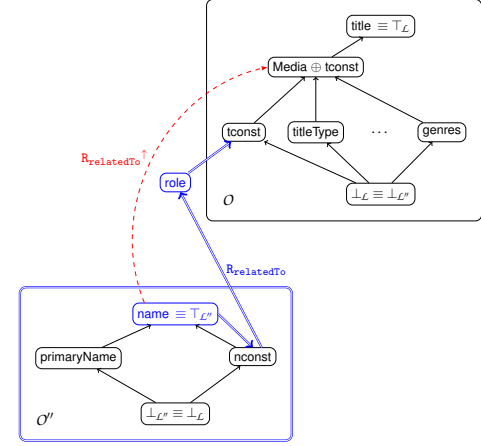 title ≡ ⊤_ℒ
Media ⊕ tconst
tconst
titleType
...
genres
R_relatedTo↑
role
⊥_ℒ ≡ ⊥_ℒ''
𝒪
R_relatedTo
name ≡ ⊤_ℒ''
primaryName
nconst
⊥_ℒ'' ≡ ⊥_ℒ
𝒪''